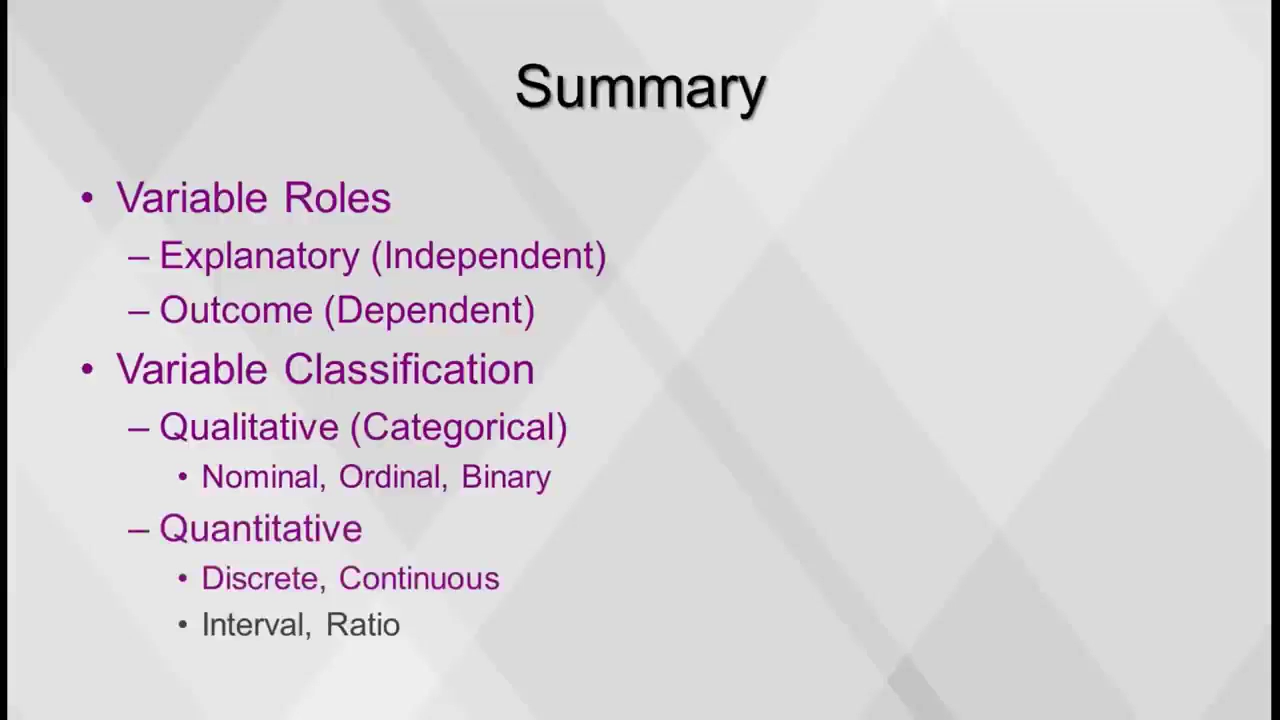 Summary
• Variable Roles
– Explanatory (Independent)
– Outcome (Dependent)
• Variable Classification
– Qualitative (Categorical)
• Nominal, Ordinal, Binary
– Quantitative
• Discrete, Continuous
• Interval, Ratio